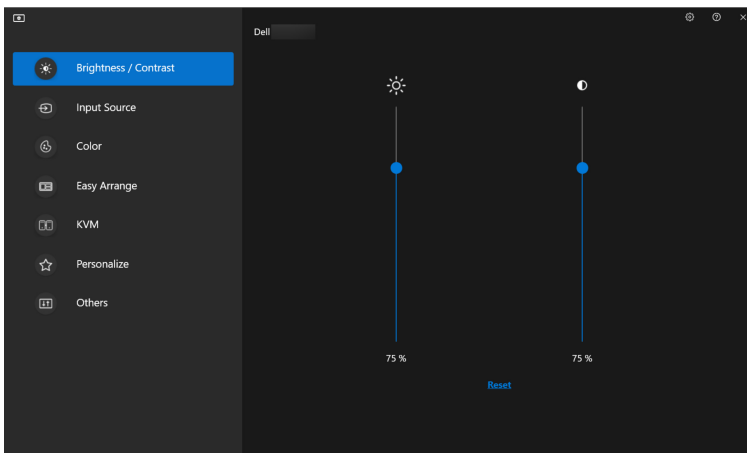 Dell
Brightness / Contrast
Input Source
Color
Easy Arrange
KVM
Personalize
Others
75 %
75 %
Reset